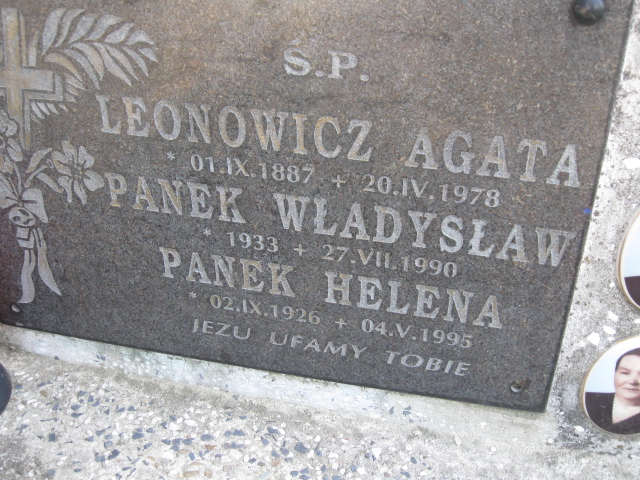 S.P.
LEONOWICZ AGATA
* 01.IX.1887 + 20.IV.1978
PANEK WŁADYSŁAW
* 1933 + 27.VII.1990
PANEK HELENA
* 02.IX.1926 + 04.V.1995
JEZU UFAMY TOBIE